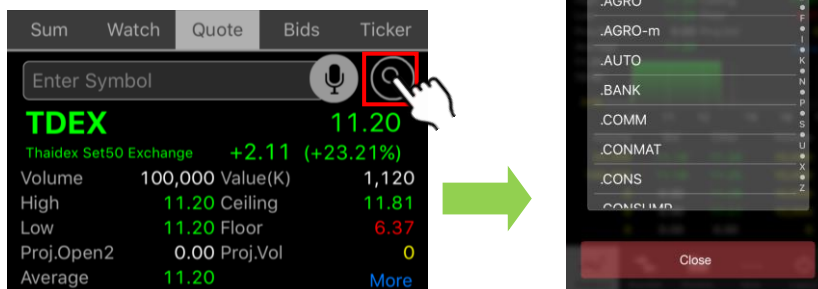 Sum Watch Quote Bids Ticker
Enter Symbol
TDEX 11.20
Thaidex Set50 Exchange +2.11 (+23.21%)
Volume 100,000 Value(K) 1,120
High 11.20 Ceiling 11.81
Low 11.20 Floor 6.37
Proj.Open2 0.00 Proj.Vol 0
Average 11.20 More
.AGRO
.AGRO-m
.AUTO
.BANK
.COMM
.CONMAT
.CONS
.CONSUMP
F
I
K
N
P
S
U
X
Z
Close